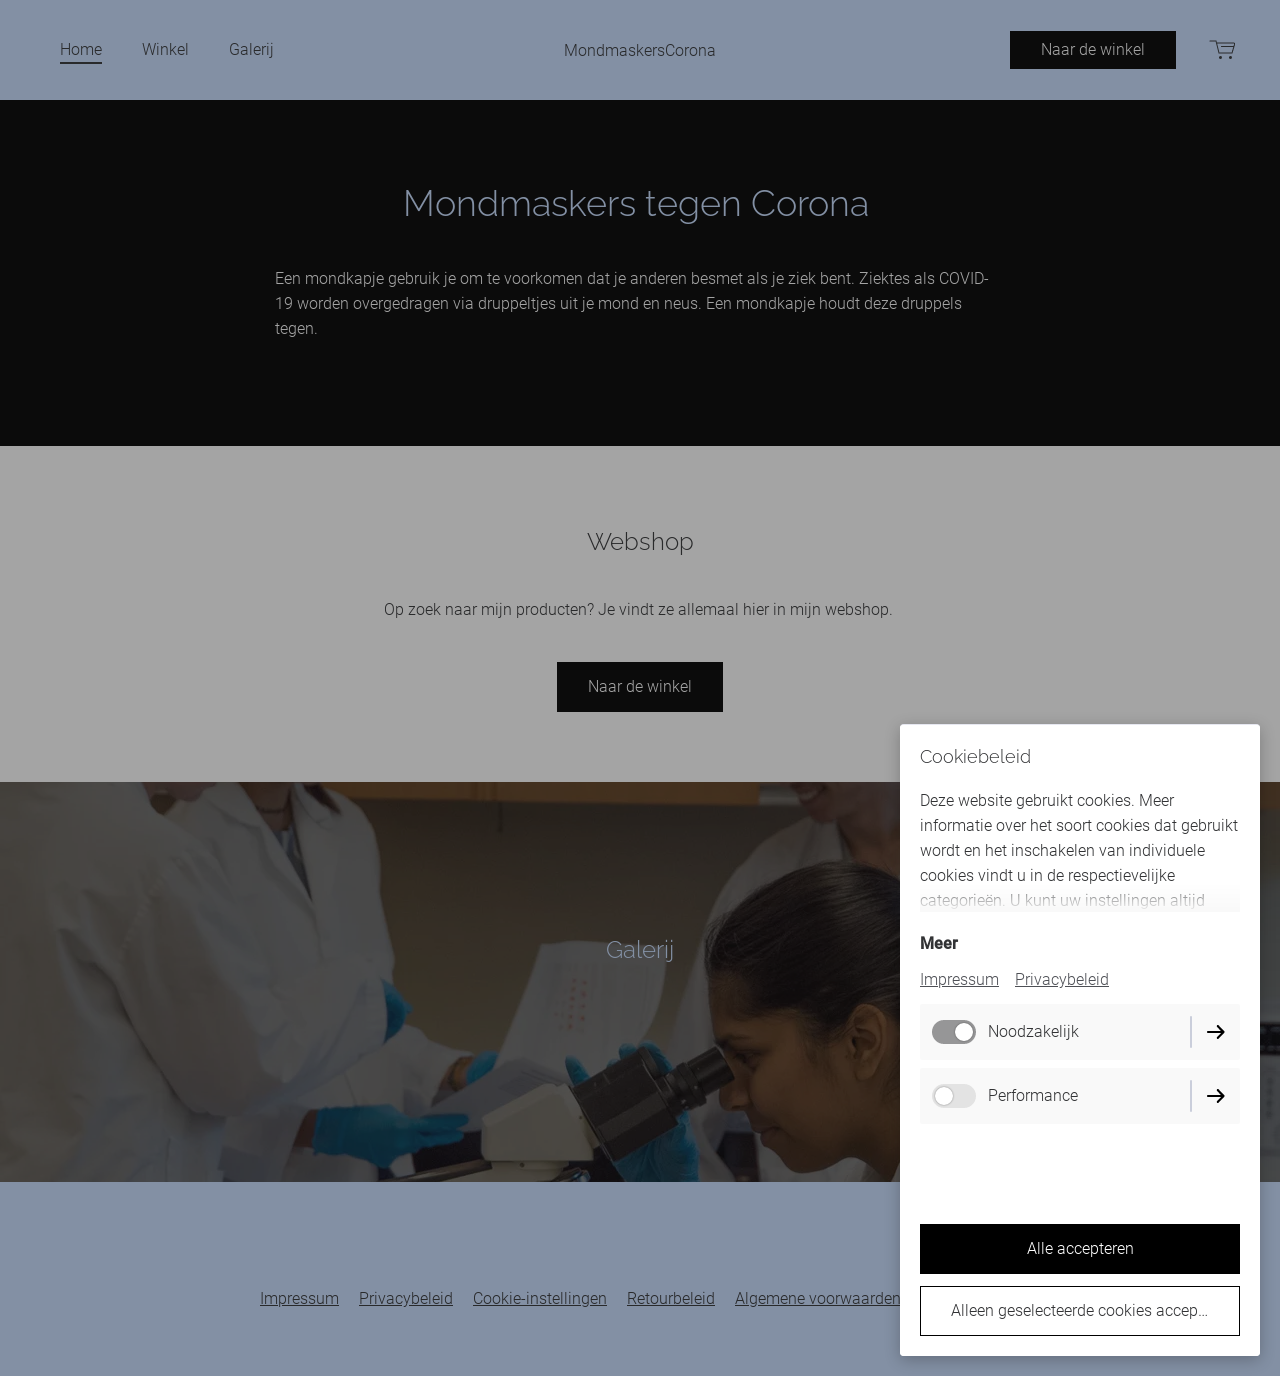 Home Winkel Galerij MondmaskersCorona Naar de winkel
Mondmaskers tegen Corona
Een mondkapje gebruik je om te voorkomen dat je anderen besmet als je ziek bent. Ziektes als COVID-
19 worden overgedragen via druppeltjes uit je mond en neus. Een mondkapje houdt deze druppels
tegen.
Webshop
Op zoek naar mijn producten? Je vindt ze allemaal hier in mijn webshop.
Naar de winkel
Galerij
Impressum Privacybeleid Cookie-instellingen Retourbeleid Algemene voorwaarden
Cookiebeleid
Deze website gebruikt cookies. Meer
informatie over het soort cookies dat gebruikt
wordt en het inschakelen van individuele
cookies vindt u in de respectievelijke
categorieën. U kunt uw instellingen altijd
Meer
Impressum Privacybeleid
Noodzakelijk
Performance
Alle accepteren
Alleen geselecteerde cookies accep...